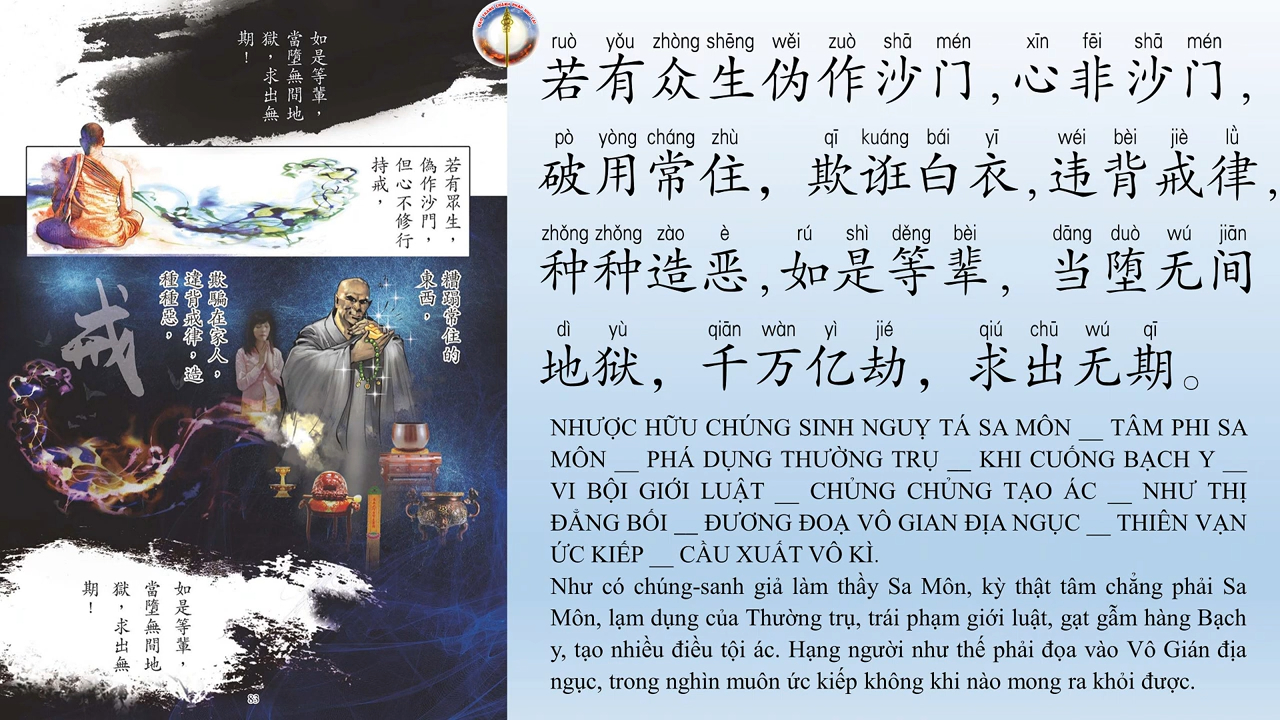 如是等輩，
當墮無間地
獄，求出無
期！
若有眾生，
偽作沙門，
但心不修行
持戒，
糟蹋常住的
東西，
欺騙在家人，
違背戒律，造
種種惡，
戒
如是等輩，
當墮無間地
獄，求出無
期！
83
ruò yǒu zhòng shēng wěi zuò shā mén xīn fēi shā mén
若有众生伪作沙门,心非沙门,
pò yòng cháng zhù qī kuáng bái yī wéi bèi jiè lǜ
破用常住，欺诳白衣,违背戒律,
zhǒng zhǒng zào è rú shì děng bèi dāng duò wú jiān
种种造恶,如是等辈，当堕无间
dì yù qiān wàn yì jié qiú chū wú qī
地狱，千万亿劫，求出无期。
NHƯỢC HỮU CHÚNG SINH NGUỴ TÁ SA MÔN __ TÂM PHI SA
MÔN __ PHÁ DỤNG THƯỜNG TRỤ __ KHI CUỐNG BẠCH Y __
VI BỘI GIỚI LUẬT __ CHỦNG CHỦNG TẠO ÁC __ NHƯ THỊ
ĐẲNG BỐI __ ĐƯƠNG ĐOẠ VÔ GIAN ĐỊA NGỤC __ THIÊN VẠN
ỨC KIẾP __ CẦU XUẤT VÔ KÌ.
Như có chúng-sanh giả làm thầy Sa Môn, kỳ thật tâm chẳng phải Sa
Môn, lạm dụng của Thường trụ, trái phạm giới luật, gạt gẫm hàng Bạch
y, tạo nhiều điều tội ác. Hạng người như thế phải đọa vào Vô Gián địa
ngục, trong nghìn muôn ức kiếp không khi nào mong ra khỏi được.